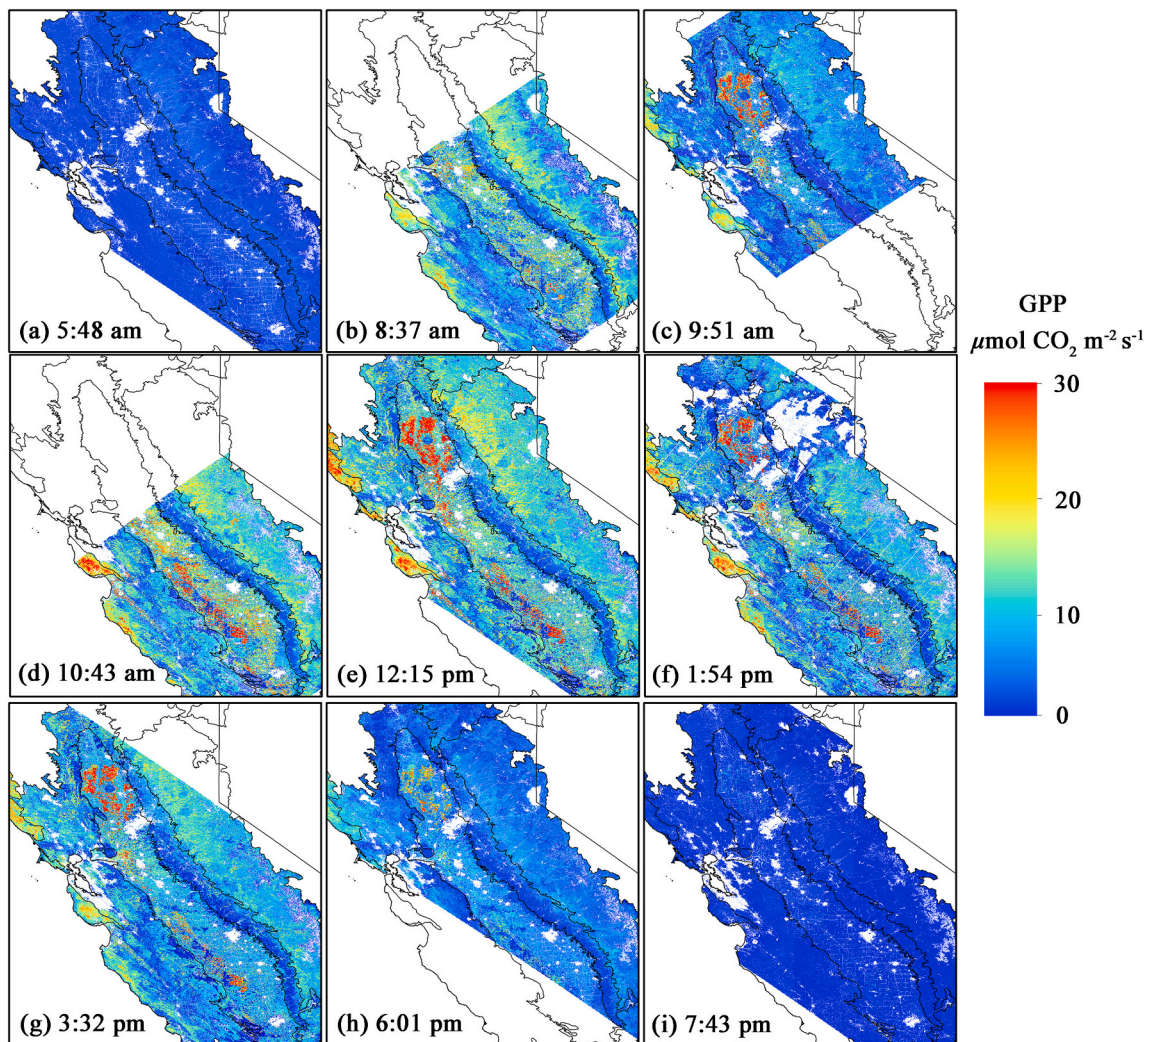 (a) 5:48 am
(b) 8:37 am
(c) 9:51 am
GPP
μmol CO₂ m⁻² s⁻¹
30
20
10
0
(d) 10:43 am
(e) 12:15 pm
(f) 1:54 pm
(g) 3:32 pm
(h) 6:01 pm
(i) 7:43 pm